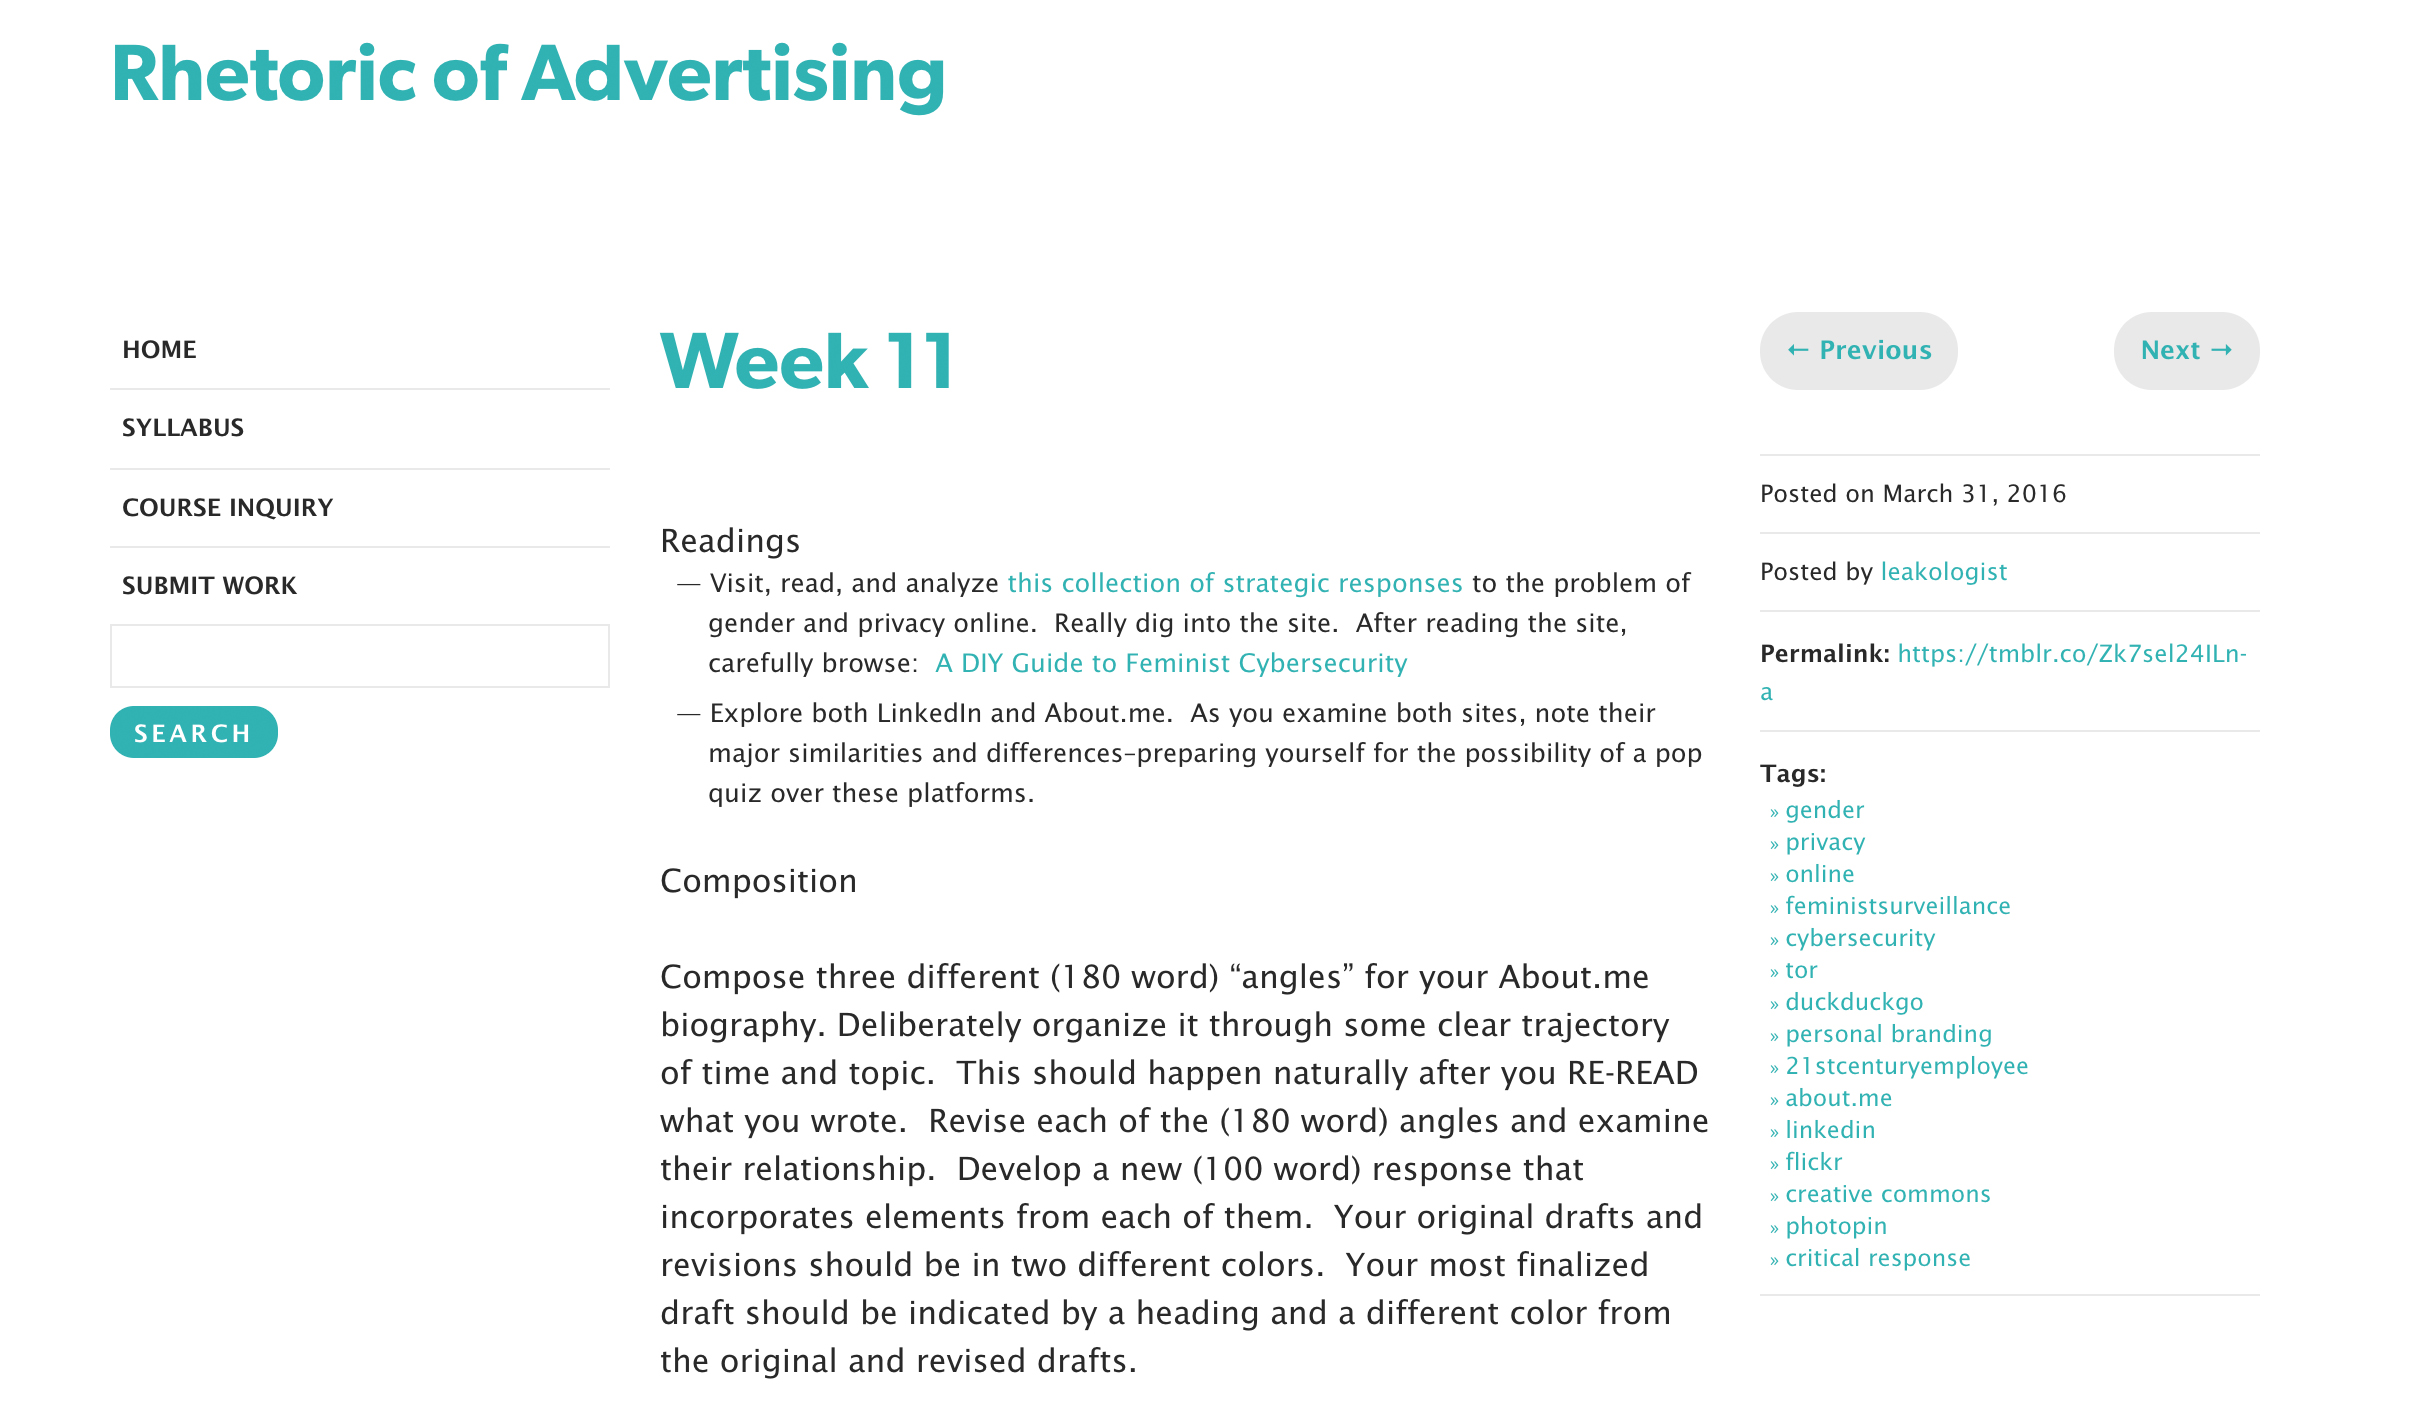 Rhetoric of Advertising
HOME
SYLLABUS
COURSE INQUIRY
SUBMIT WORK
SEARCH
Week 11
Readings
— Visit, read, and analyze this collection of strategic responses to the problem of
gender and privacy online.  Really dig into the site.  After reading the site,
carefully browse:  A DIY Guide to Feminist Cybersecurity
— Explore both LinkedIn and About.me.  As you examine both sites, note their
major similarities and differences–preparing yourself for the possibility of a pop
quiz over these platforms.
Composition
Compose three different (180 word) “angles” for your About.me
biography. Deliberately organize it through some clear trajectory
of time and topic.  This should happen naturally after you RE-READ
what you wrote.  Revise each of the (180 word) angles and examine
their relationship.  Develop a new (100 word) response that
incorporates elements from each of them.  Your original drafts and
revisions should be in two different colors.  Your most finalized
draft should be indicated by a heading and a different color from
the original and revised drafts.
← Previous
Next →
Posted on March 31, 2016
Posted by leakologist
Permalink: https://tmblr.co/Zk7sel24ILn-
a
Tags:
» gender
» privacy
» online
» feministsurveillance
» cybersecurity
» tor
» duckduckgo
» personal branding
» 21stcenturyemployee
» about.me
» linkedin
» flickr
» creative commons
» photopin
» critical response